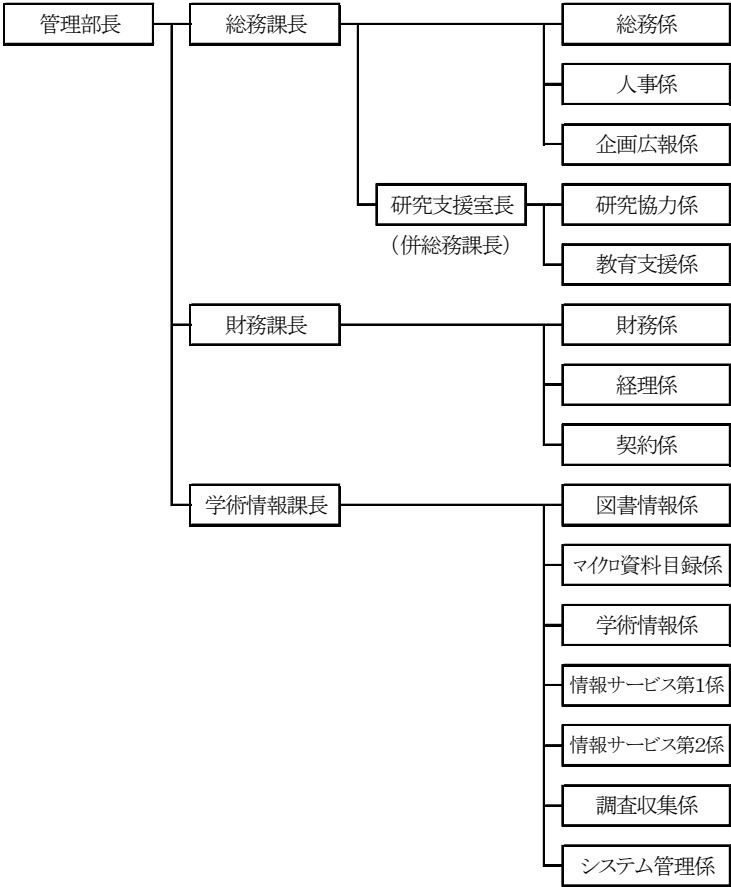 管理部長
総務課長
総務係
人事係
企画広報係
研究支援室長
（併総務課長）
研究協力係
教育支援係
財務課長
財務係
経理係
契約係
学術情報課長
図書情報係
マイクロ資料目録係
学術情報係
情報サービス第1係
情報サービス第2係
調査収集係
システム管理係